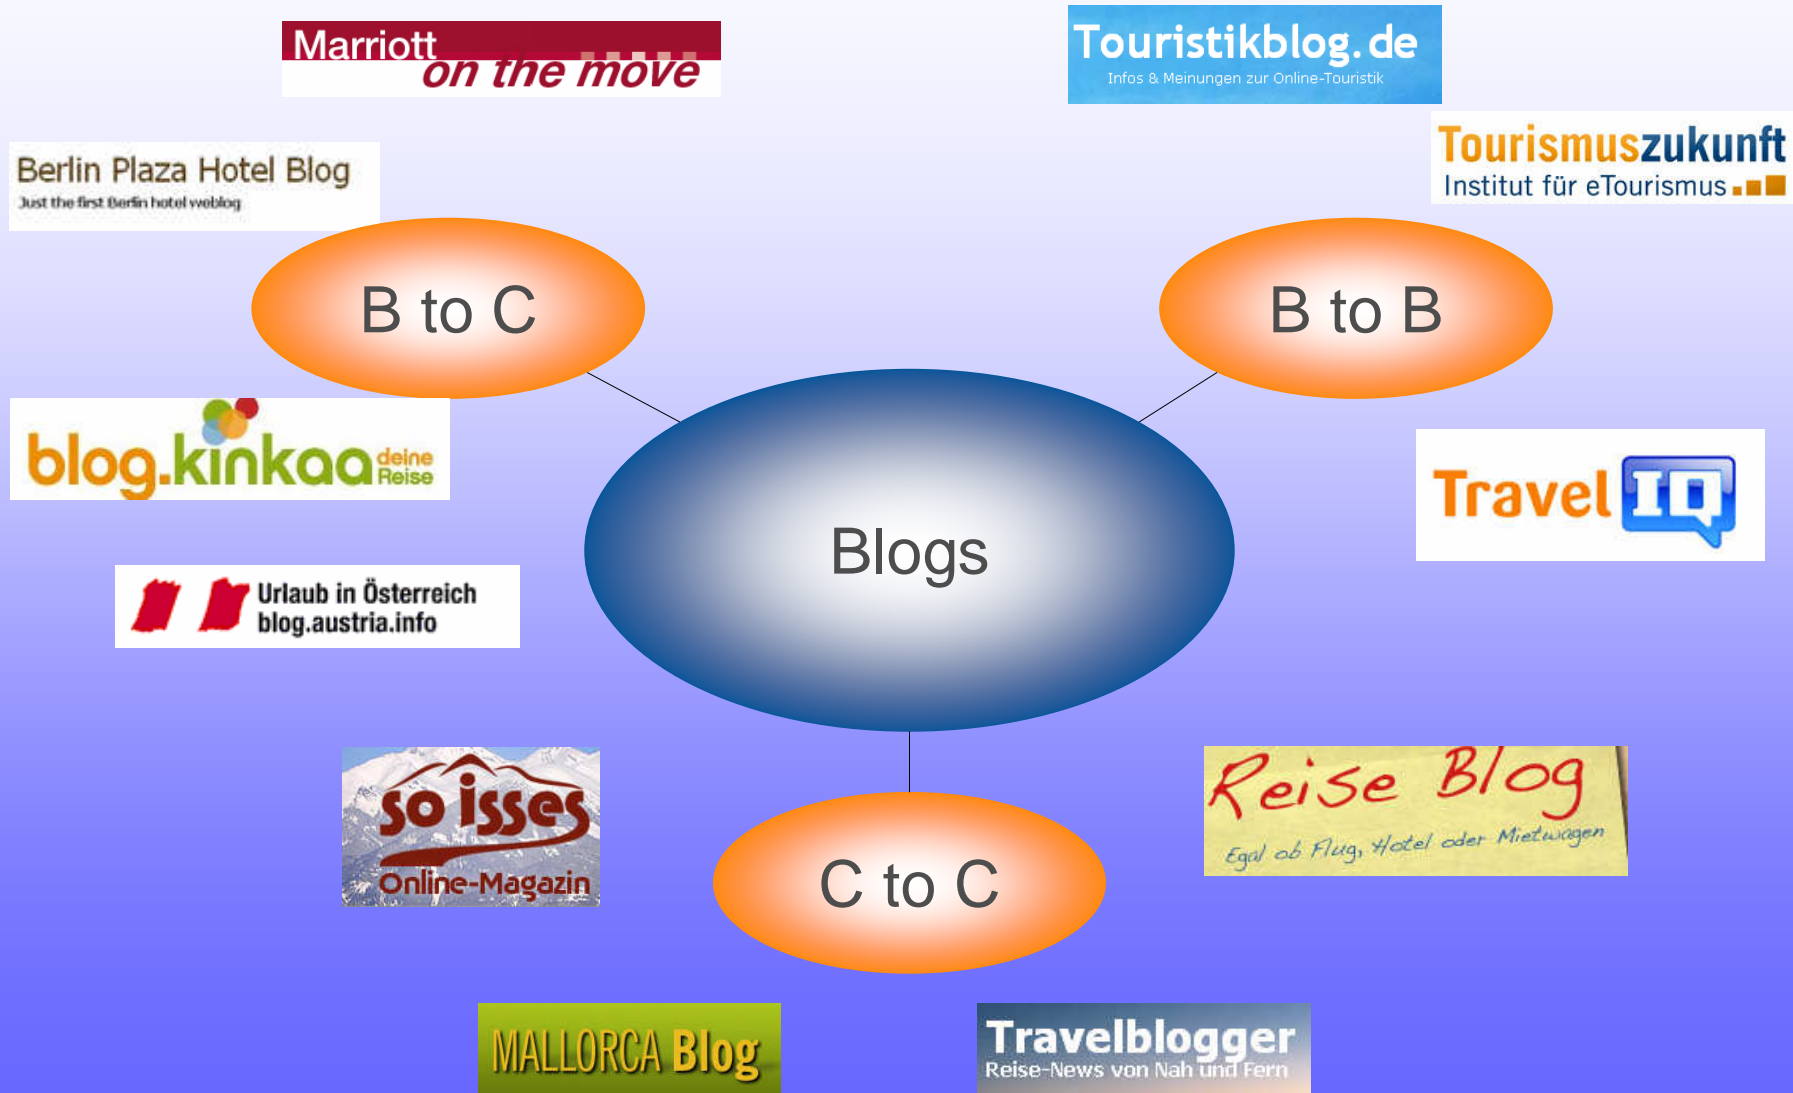 Marriott
on the move
Touristikblog.de
Infos & Meinungen zur Online-Touristik
Berlin Plaza Hotel Blog
Just the first Berlin hotel weblog
Tourismuszukunft
Institut für eTourismus
B to C
B to B
blog.kinkaa deine
Reise
Travel IQ
Blogs
Urlaub in Österreich
blog.austria.info
so isses
Online-Magazin
Reise Blog
Egal ob Flug, Hotel oder Mietwagen
C to C
MALLORCA Blog
Travelblogger
Reise-News von Nah und Fern